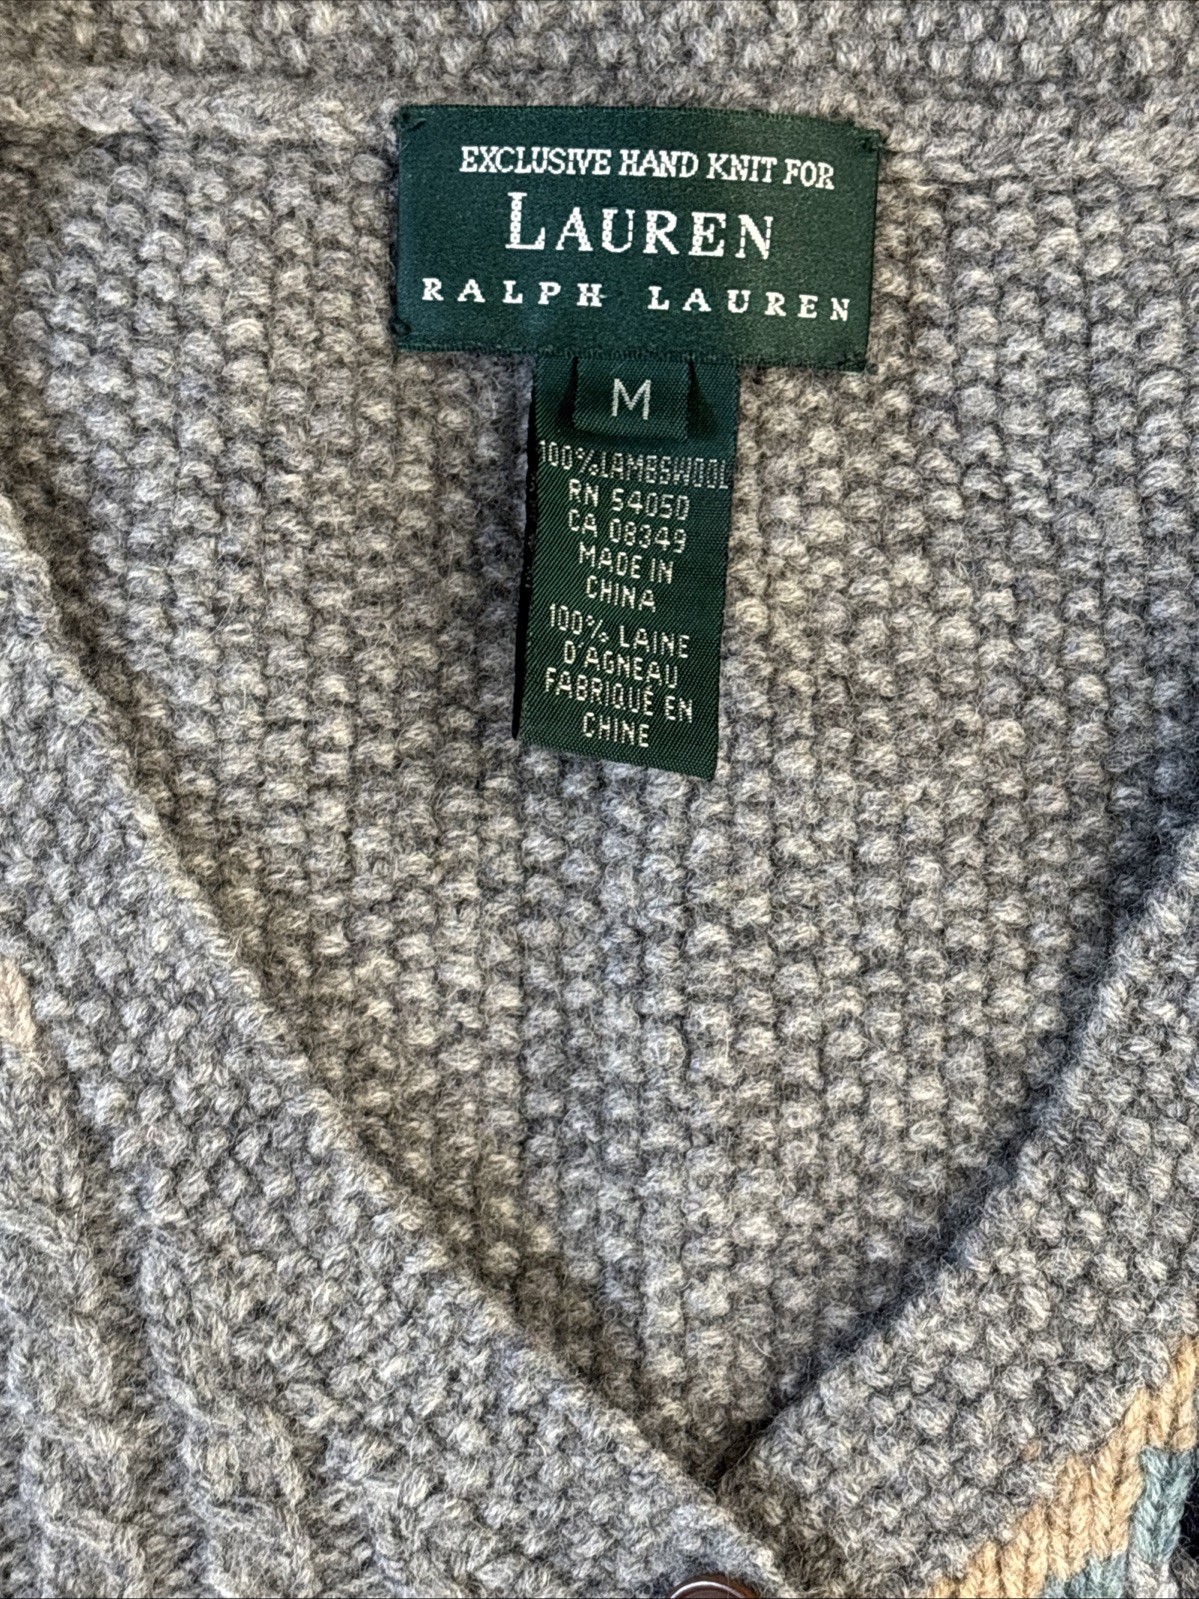 EXCLUSIVE HAND KNIT FOR
LAUREN
RALPH LAUREN
M
100%LAMBSWOOL
RN 54050
CA 08349
MADE IN
CHINA
100% LAINE
D'AGNEAU
FABRIQUÉ EN
CHINE